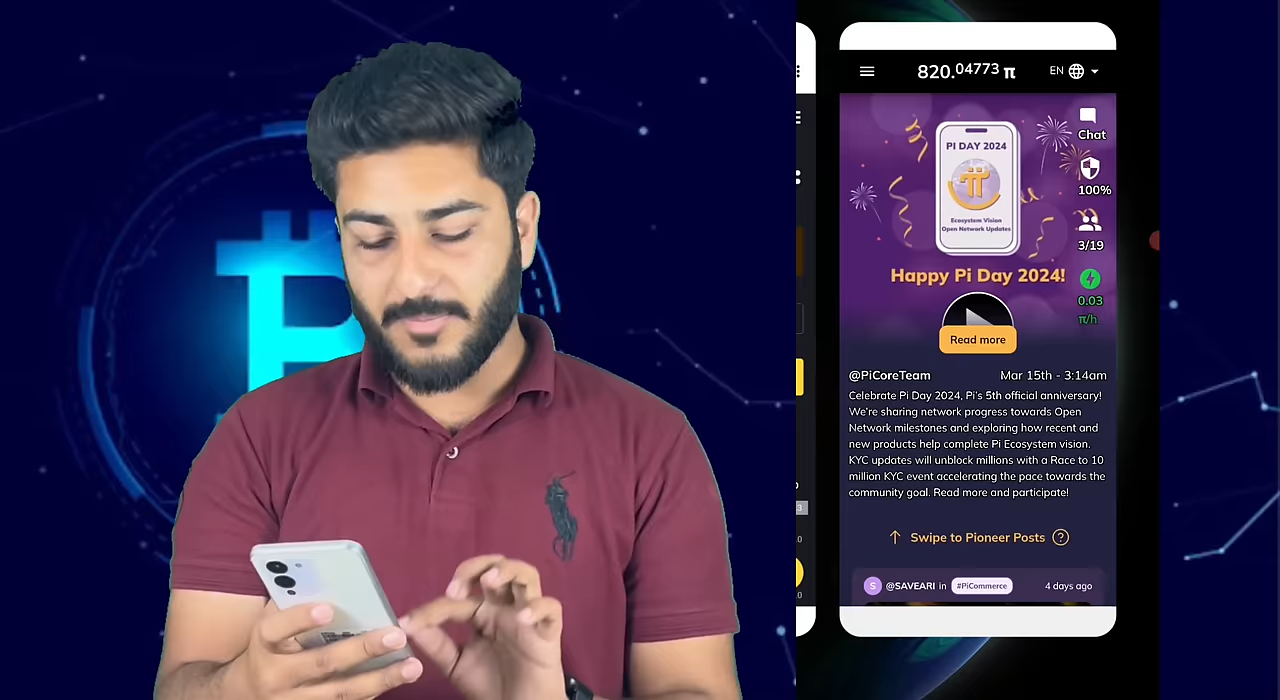 820.04773 π
EN
PI DAY 2024
Ecosystem Vision
Open Network Updates
Chat
100%
3/19
0.03
π/h
Happy Pi Day 2024!
Read more
@PiCoreTeam
Mar 15th - 3:14am
Celebrate Pi Day 2024, Pi's 5th official anniversary!
We're sharing network progress towards Open
Network milestones and exploring how recent and
new products help complete Pi Ecosystem vision.
KYC updates will unblock millions with a Race to 10
million KYC event accelerating the pace towards the
community goal. Read more and participate!
Swipe to Pioneer Posts ?
S @SAVEARI in #PiCommerce 4 days ago